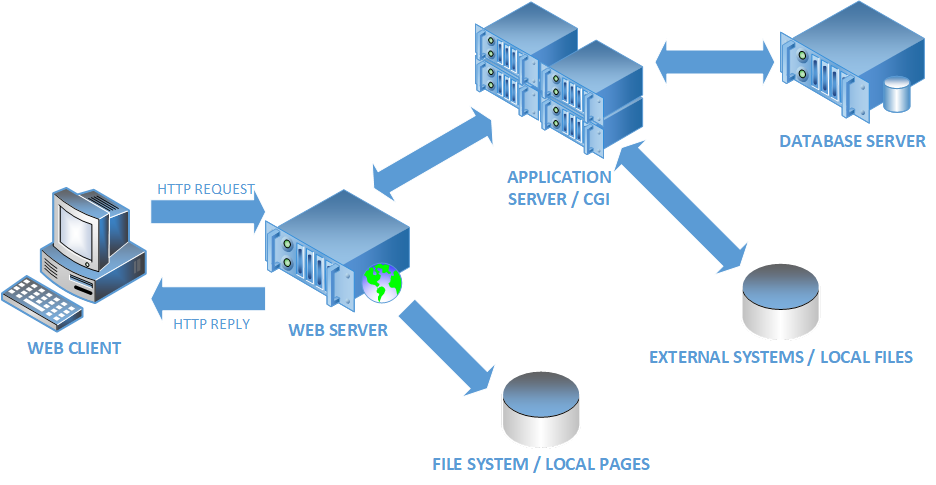 DATABASE SERVER
APPLICATION
SERVER / CGI
HTTP REQUEST
HTTP REPLY
WEB SERVER
WEB CLIENT
EXTERNAL SYSTEMS / LOCAL FILES
FILE SYSTEM / LOCAL PAGES